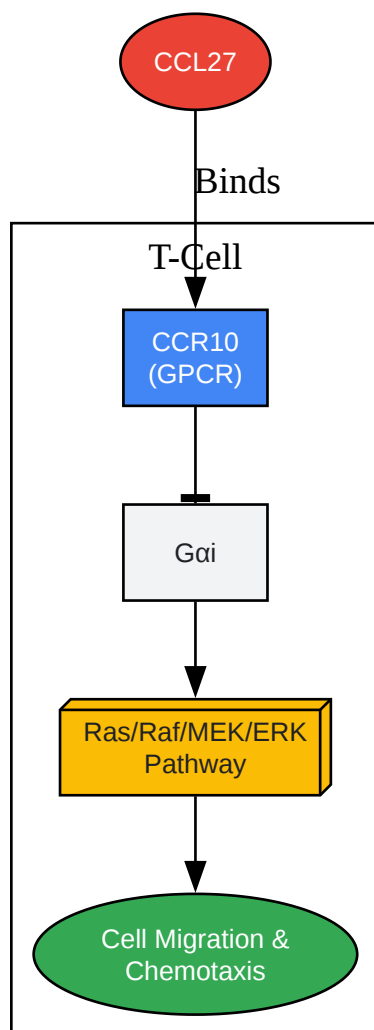 CCL27
Binds
T-Cell
CCR10
(GPCR)
Gαi
Ras/Raf/MEK/ERK
Pathway
Cell Migration &
Chemotaxis